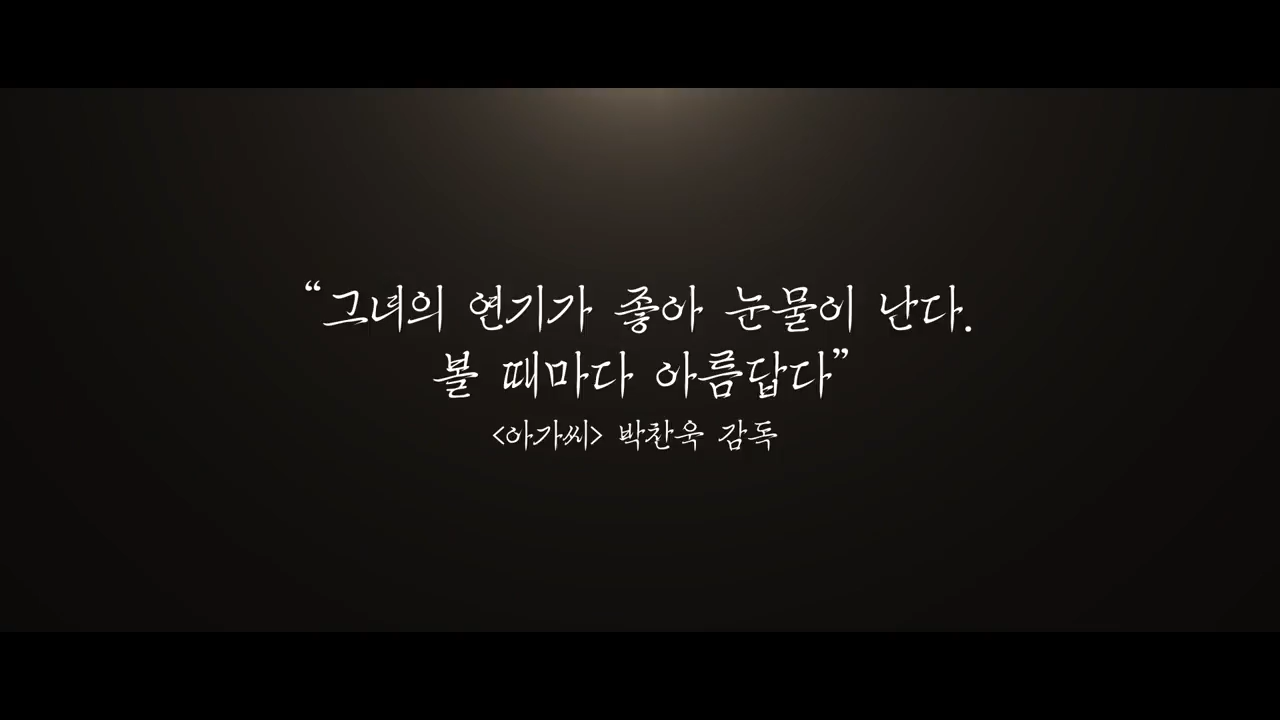 “그녀의 연기가 좋아 눈물이 난다.
볼 때마다 아름답다”
<아가씨> 박찬욱 감독